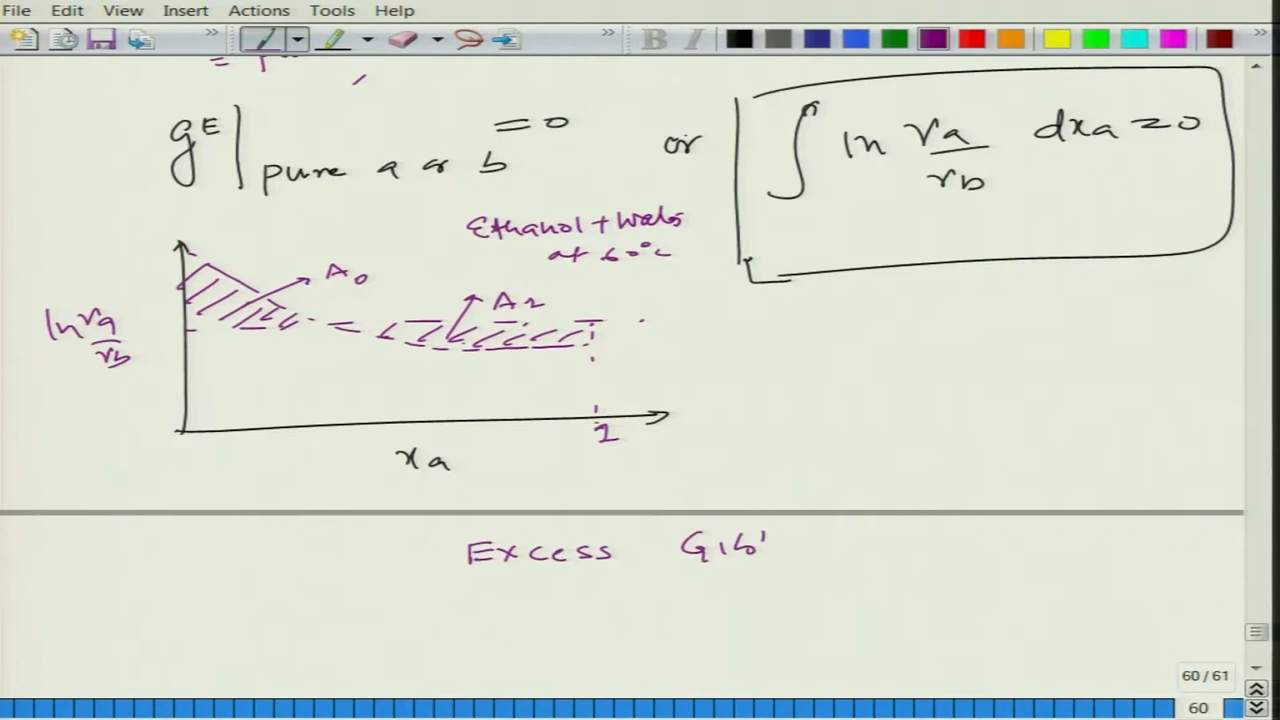 File Edit View Insert Actions Tools Help
g^E | pure a or b = 0 or ∫ ln γa/γb dxa = 0
Ethanol + Water
at 60°C
A0
A2
ln γa/γb
1
xa
Excess Gib'
60 / 61
60